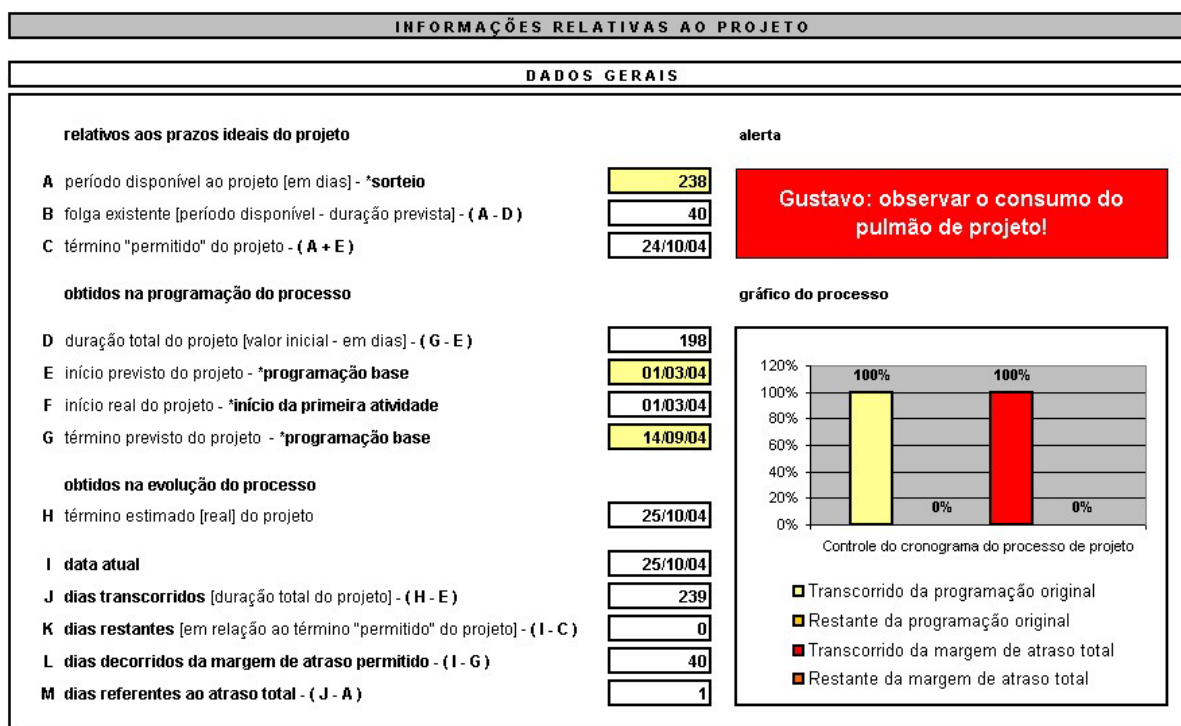 INFORMAÇÕES RELATIVAS AO PROJETO
DADOS GERAIS
relativos aos prazos ideais do projeto
A período disponível ao projeto [em dias] - *sorteio 238
B folga existente [período disponível - duração prevista] - ( A - D ) 40
C término "permitido" do projeto - ( A + E ) 24/10/04
obtidos na programação do processo
D duração total do projeto [valor inicial - em dias] - ( G - E ) 198
E início previsto do projeto - *programação base 01/03/04
F início real do projeto - *início da primeira atividade 01/03/04
G término previsto do projeto - *programação base 14/09/04
obtidos na evolução do processo
H término estimado [real] do projeto 25/10/04
I data atual 25/10/04
J dias transcorridos [duração total do projeto] - ( H - E ) 239
K dias restantes [em relação ao término "permitido" do projeto] - ( I - C ) 0
L dias decorridos da margem de atraso permitido - ( I - G ) 40
M dias referentes ao atraso total - ( J - A ) 1
alerta
Gustavo: observar o consumo do
pulmão de projeto!
gráfico do processo
120%
100%
80%
60%
40%
20%
0%
100%
0%
100%
0%
Controle do cronograma do processo de projeto
Transcorrido da programação original
Restante da programação original
Transcorrido da margem de atraso total
Restante da margem de atraso total